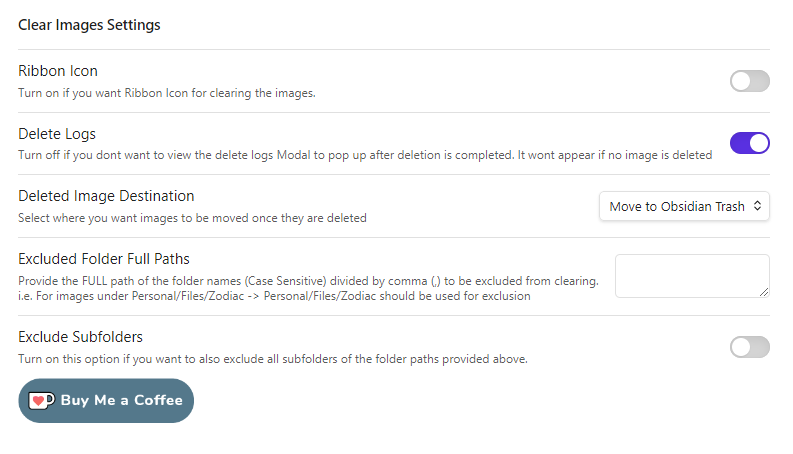 Clear Images Settings
Ribbon Icon
Turn on if you want Ribbon Icon for clearing the images.
Delete Logs
Turn off if you dont want to view the delete logs Modal to pop up after deletion is completed. It wont appear if no image is deleted
Deleted Image Destination
Select where you want images to be moved once they are deleted
Move to Obsidian Trash
Excluded Folder Full Paths
Provide the FULL path of the folder names (Case Sensitive) divided by comma (,) to be excluded from clearing.
i.e. For images under Personal/Files/Zodiac -> Personal/Files/Zodiac should be used for exclusion
Exclude Subfolders
Turn on this option if you want to also exclude all subfolders of the folder paths provided above.
Buy Me a Coffee